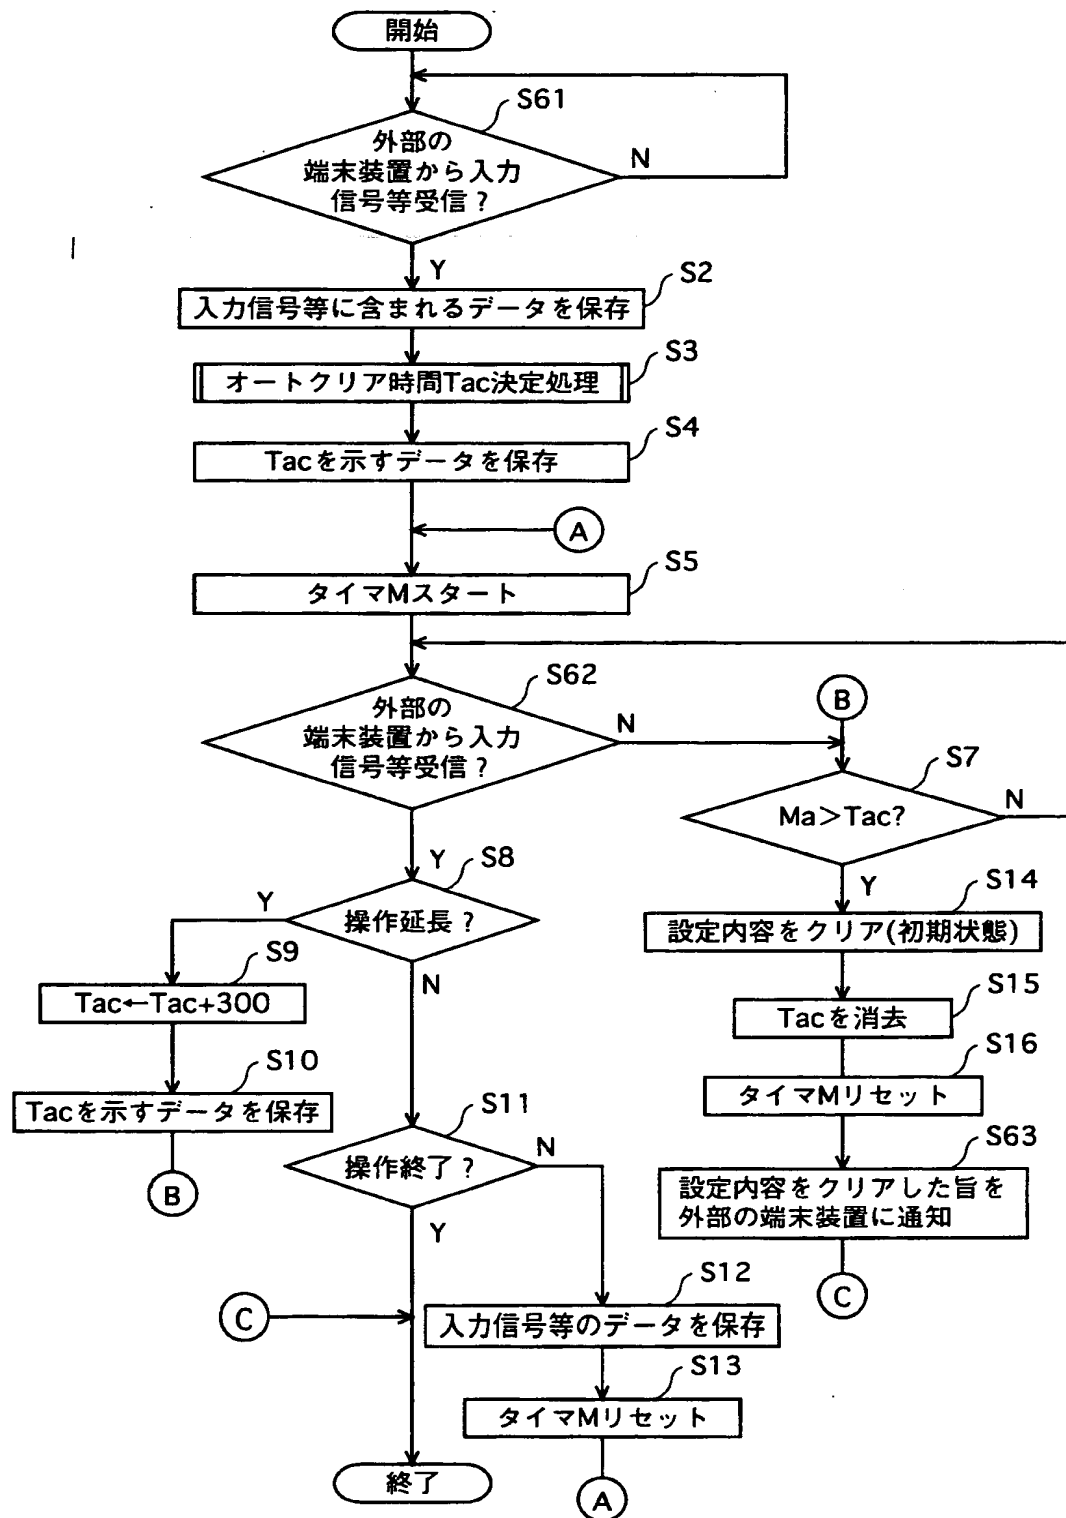 開始
S61
外部の
端末装置から入力
信号等受信？
N
Y
S2
入力信号等に含まれるデータを保存
S3
オートクリア時間Tac決定処理
S4
Tacを示すデータを保存
A
S5
タイマMスタート
S62
外部の
端末装置から入力
信号等受信？
N
B
S7
Ma＞Tac?
N
Y
Y
S8
操作延長？
Y
N
S14
設定内容をクリア(初期状態)
S9
Tac←Tac+300
S15
Tacを消去
S10
Tacを示すデータを保存
S16
タイマMリセット
B
S11
操作終了？
N
Y
S63
設定内容をクリアした旨を
外部の端末装置に通知
C
C
S12
入力信号等のデータを保存
S13
タイマMリセット
終了
A